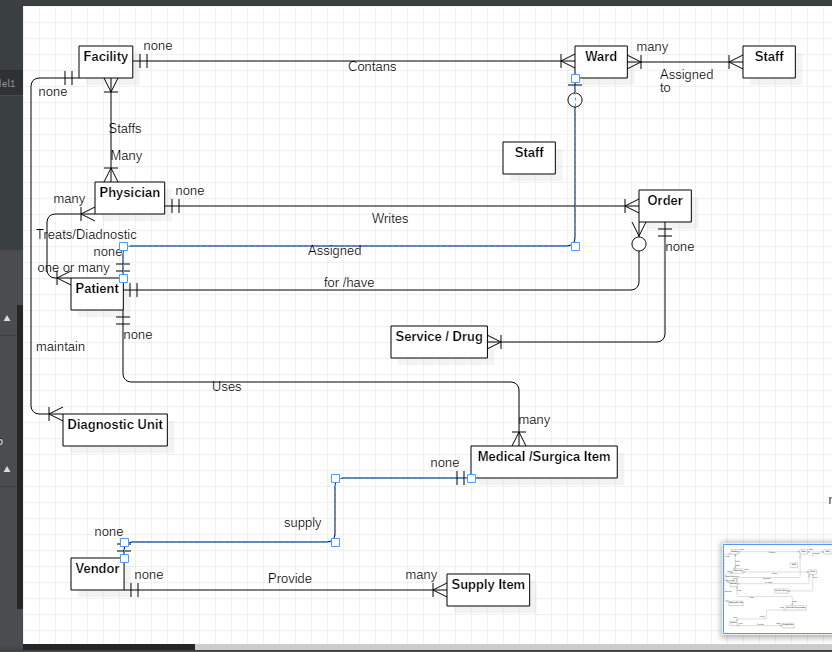 none
Facility
Ward
many
Staff
Contans
Assigned
to
del1
none
Staffs
Many
Staff
Physician
none
Order
many
Writes
Treats/Diadnostic
none
Assigned
none
one or many
Patient
for /have
none
Service / Drug
maintain
Uses
Diagnostic Unit
many
none
Medical /Surgica Item
supply
none
Vendor
none
Provide
many
Supply Item